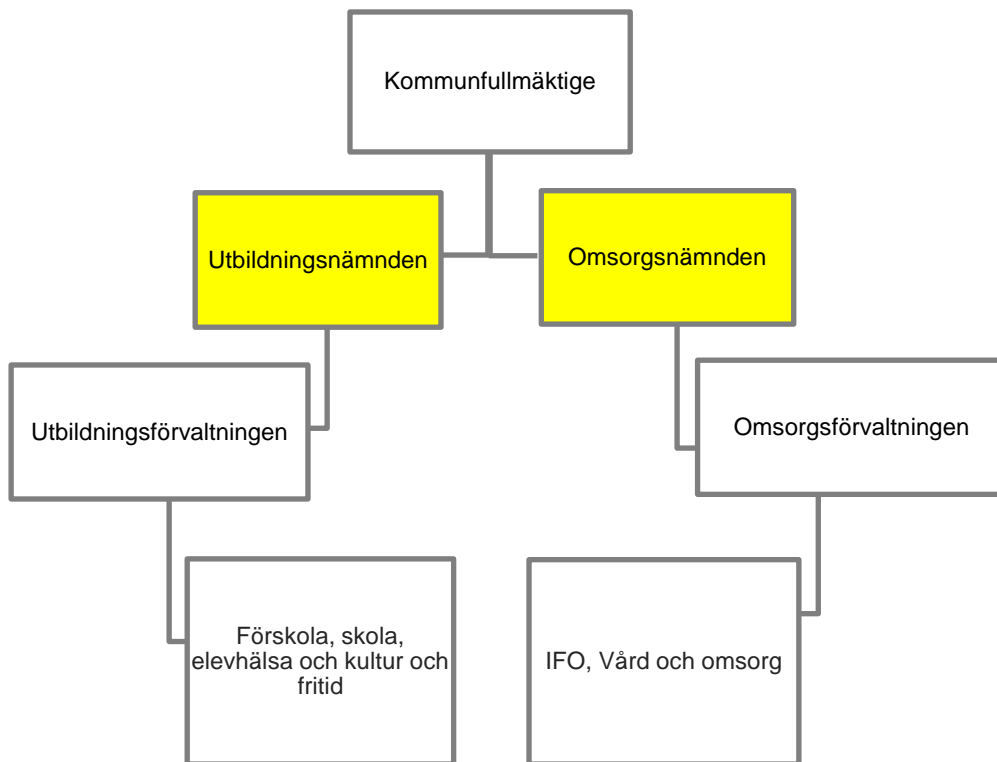 Kommunfullmäktige
Utbildningsnämnden
Omsorgsnämnden
Utbildningsförvaltningen
Omsorgsförvaltningen
Förskola, skola,
elevhälsa och kultur och
fritid
IFO, Vård och omsorg